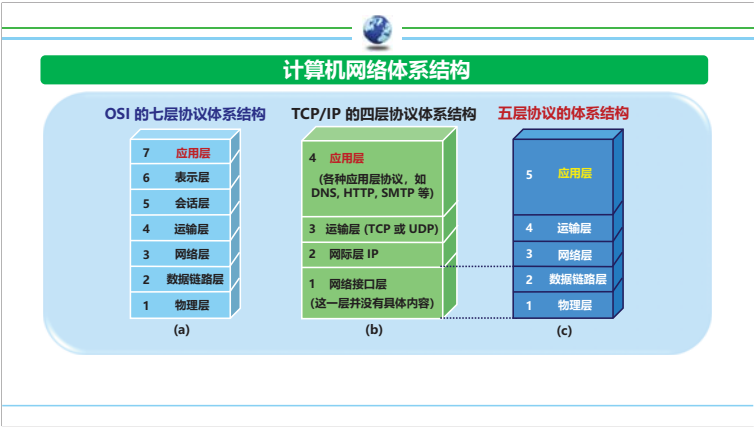 计算机网络体系结构
OSI 的七层协议体系结构
7 应用层
6 表示层
5 会话层
4 运输层
3 网络层
2 数据链路层
1 物理层
(a)
TCP/IP 的四层协议体系结构
4 应用层
(各种应用层协议，如
DNS, HTTP, SMTP 等)
3 运输层 (TCP 或 UDP)
2 网际层 IP
1 网络接口层
(这一层并没有具体内容)
(b)
五层协议的体系结构
5 应用层
4 运输层
3 网络层
2 数据链路层
1 物理层
(c)